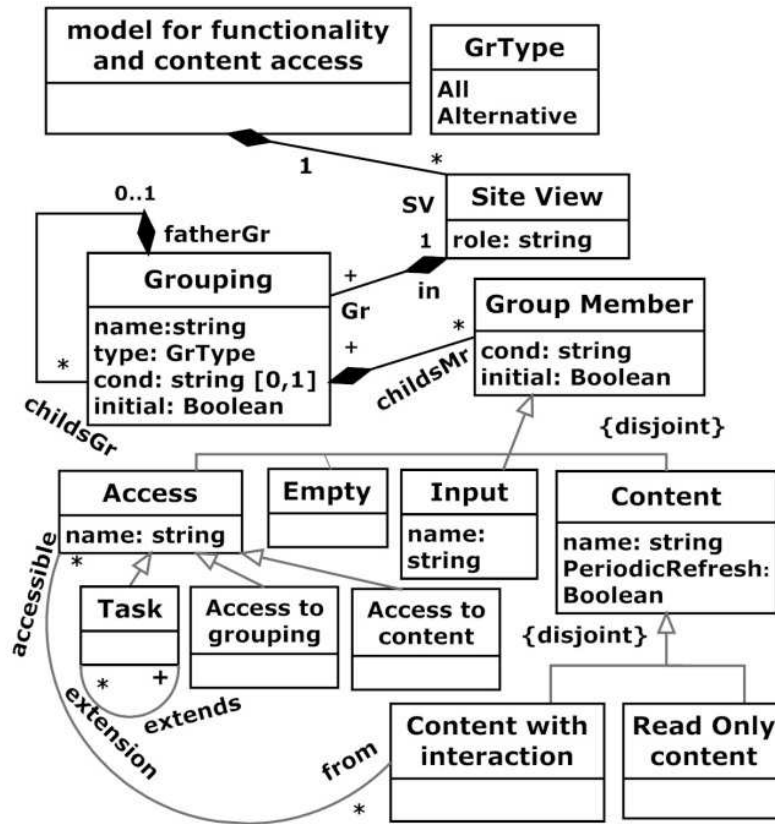 model for functionality
and content access
GrType
All
Alternative
1
*
0..1
fatherGr
SV
1
Site View
role: string
Grouping
name:string
type: GrType
cond: string [0,1]
initial: Boolean
+
Gr
in
Group Member
cond: string
initial: Boolean
*
+
childsMr
*
childsGr
{disjoint}
Access
name: string
Empty
Input
name:
string
Content
name: string
PeriodicRefresh:
Boolean
accessible
*
Task
Access to
grouping
Access to
content
{disjoint}
*
+
extends
extension
from
*
Content with
interaction
Read Only
content